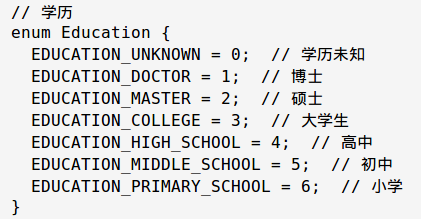 // 学历
enum Education {
  EDUCATION_UNKNOWN = 0;  // 学历未知
  EDUCATION_DOCTOR = 1;  // 博士
  EDUCATION_MASTER = 2;  // 硕士
  EDUCATION_COLLEGE = 3;  // 大学生
  EDUCATION_HIGH_SCHOOL = 4;  // 高中
  EDUCATION_MIDDLE_SCHOOL = 5;  // 初中
  EDUCATION_PRIMARY_SCHOOL = 6;  // 小学
}